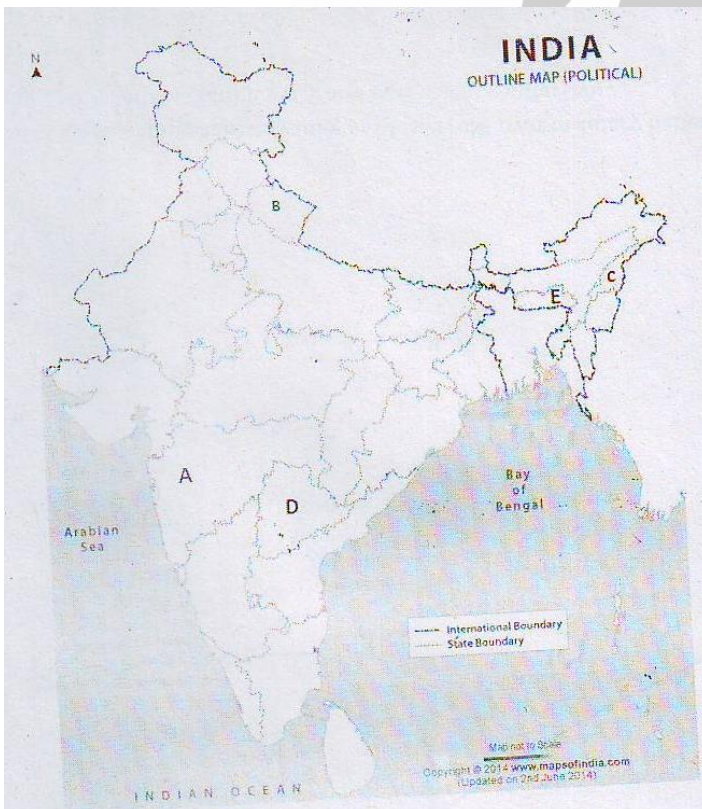 INDIA
OUTLINE MAP (POLITICAL)
N
B
C
E
A
D
Bay
of
Bengal
Arabian
Sea
International Boundary
State Boundary
Map not to Scale
Copyright © 2014 www.mapsofindia.com
(Updated on 2nd June 2014)
INDIAN OCEAN